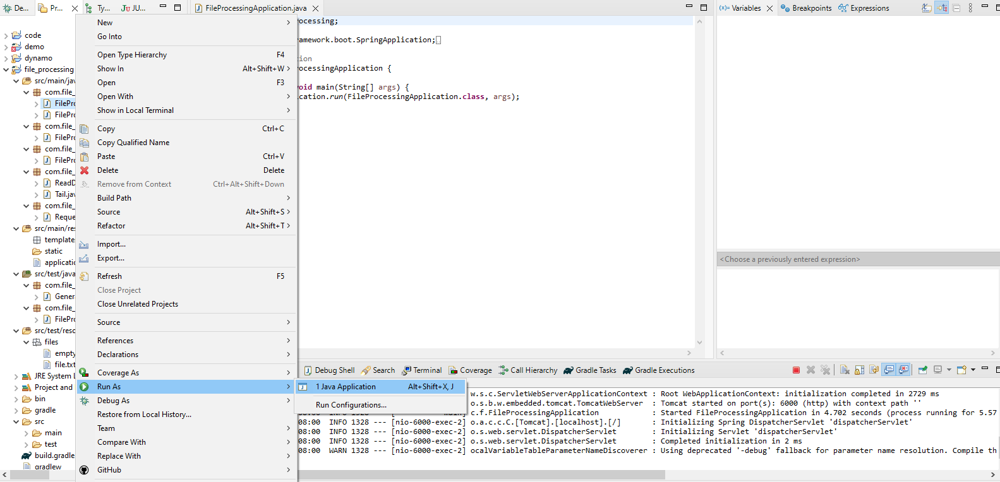 De...
Pr...
Ty...
JU...
FileProcessingApplication.java
(x)= Variables
Breakpoints
Expressions
code
demo
dynamo
file_processing
src/main/jav
com.file_
FilePro
FilePro
com.file_
FilePro
com.file_
FilePro
com.file_
ReadD
Tail.jav
com.file_
Reque
src/main/res
template
static
applicatio
src/test/java
com.file_
Gener
com.file_
FilePro
src/test/reso
files
empty
file.txt
JRE System L
Project and
bin
gradle
src
main
test
build.gradle
gradlew
New
Go Into
Open Type Hierarchy F4
Show In Alt+Shift+W
Open F3
Open With
Show in Local Terminal
Copy Ctrl+C
Copy Qualified Name
Paste Ctrl+V
Delete Delete
Remove from Context Ctrl+Alt+Shift+Down
Build Path
Source Alt+Shift+S
Refactor Alt+Shift+T
Import...
Export...
Refresh F5
Close Project
Close Unrelated Projects
Source
References
Declarations
Coverage As
Run As
Debug As
Restore from Local History...
Team
Compare With
Replace With
GitHub
1 Java Application Alt+Shift+X, J
Run Configurations...
ocessing;
ramework.boot.SpringApplication;
ion
ocessingApplication {
void main(String[] args) {
ication.run(FileProcessingApplication.class, args);
<Choose a previously entered expression>
Debug Shell
Search
Terminal
Coverage
Call Hierarchy
Gradle Tasks
Gradle Executions
w.s.c.ServletWebServerApplicationContext : Root WebApplicationContext: initialization completed in 2729 ms
o.s.b.w.embedded.tomcat.TomcatWebServer : Tomcat started on port(s): 6000 (http) with context path ''
c.f.FileProcessingApplication : Started FileProcessingApplication in 4.702 seconds (process running for 5.57
08:00 INFO 1328 --- [nio-6000-exec-2] o.a.c.c.C.[Tomcat].[localhost].[/] : Initializing Spring DispatcherServlet 'dispatcherServlet'
08:00 INFO 1328 --- [nio-6000-exec-2] o.s.web.servlet.DispatcherServlet : Initializing Servlet 'dispatcherServlet'
08:00 INFO 1328 --- [nio-6000-exec-2] o.s.web.servlet.DispatcherServlet : Completed initialization in 2 ms
08:00 WARN 1328 --- [nio-6000-exec-2] ocalVariableTableParameterNameDiscoverer : Using deprecated '-debug' fallback for parameter name resolution. Compile th